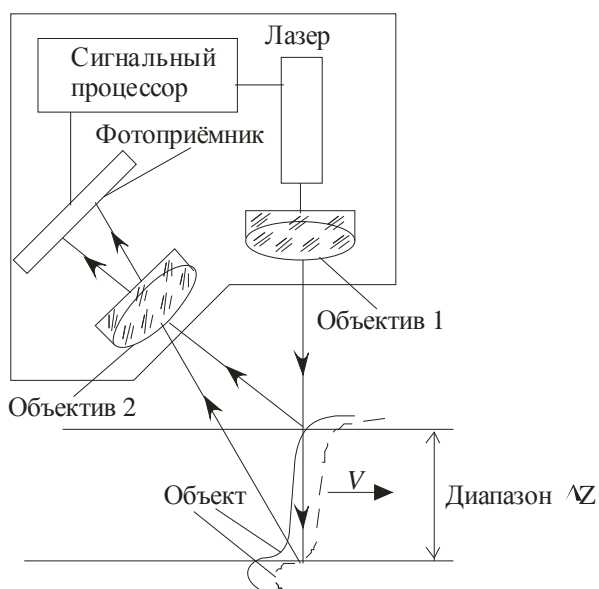 Лазер
Сигнальный
процессор
Фотоприёмник
Объектив 1
Объектив 2
Объект
V
Диапазон ΔZ